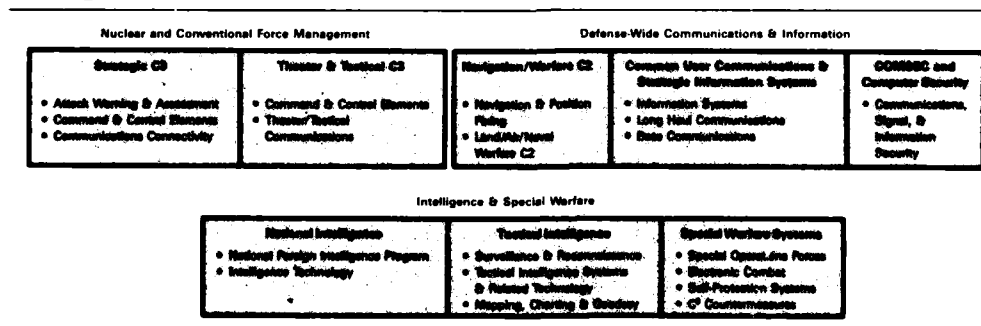 Nuclear and Conventional Force Management
Strategic C3
• Attack Warning & Assessment
• Command & Control Elements
• Communications Connectivity
Theater & Tactical C3
• Command & Control Elements
• Theater/Tactical
Communications
Defense-Wide Communications & Information
Navigation/Warfare C2
• Navigation & Position
Fixing
• Land/Air/Naval
Warfare C2
Common User Communications &
Strategic Information Systems
• Information Systems
• Long Haul Communications
• Base Communications
COMSEC and
Computer Security
• Communications,
Signal, &
Information
Security
Intelligence & Special Warfare
National Intelligence
• National Foreign Intelligence Program
• Intelligence Technology
Tactical Intelligence
• Surveillance & Reconnaissance
• Tactical Intelligence Systems
& Related Technology
• Mapping, Charting & Geodesy
Special Warfare Systems
• Special Operations Forces
• Electronic Combat
• Self-Protection Systems
• C³ Countermeasures